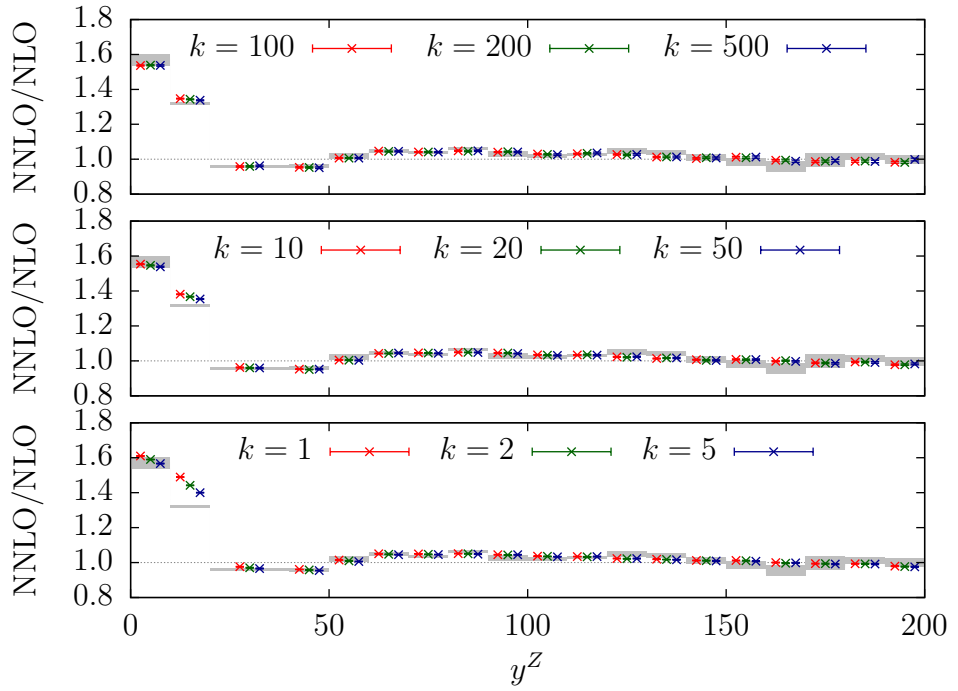 1.8
k = 100 k = 200 k = 500
1.6
1.4
1.2
1.0
0.8
NNLO/NLO
1.8
k = 10 k = 20 k = 50
1.6
1.4
1.2
1.0
0.8
NNLO/NLO
1.8
k = 1 k = 2 k = 5
1.6
1.4
1.2
1.0
0.8
NNLO/NLO
0 50 100 150 200
y^Z